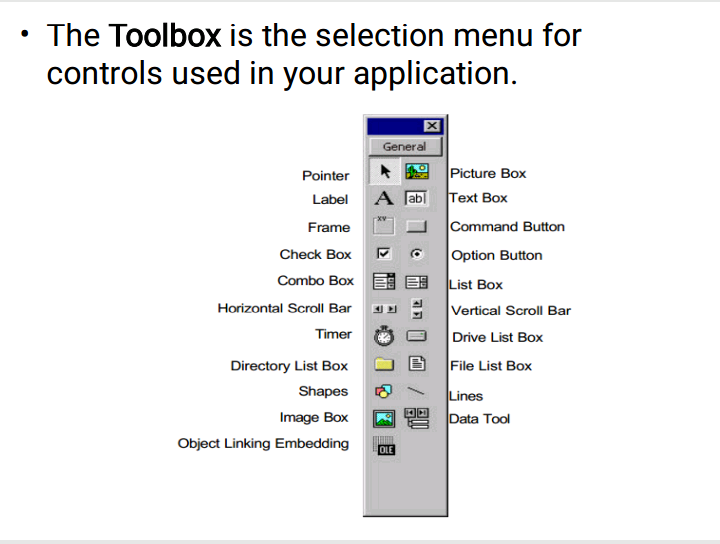 • The Toolbox is the selection menu for
controls used in your application.
General
Pointer
Picture Box
Label
A
ab
Text Box
Frame
XV
Command Button
Check Box
Option Button
Combo Box
List Box
Horizontal Scroll Bar
Vertical Scroll Bar
Timer
Drive List Box
Directory List Box
File List Box
Shapes
Lines
Image Box
Data Tool
Object Linking Embedding
OLE